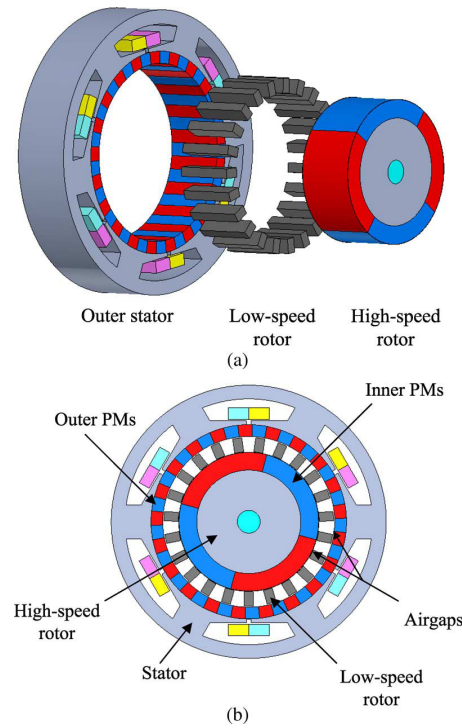 Outer stator
Low-speed
rotor
High-speed
rotor
(a)
Inner PMs
Outer PMs
High-speed
rotor
Airgaps
Stator
Low-speed
rotor
(b)